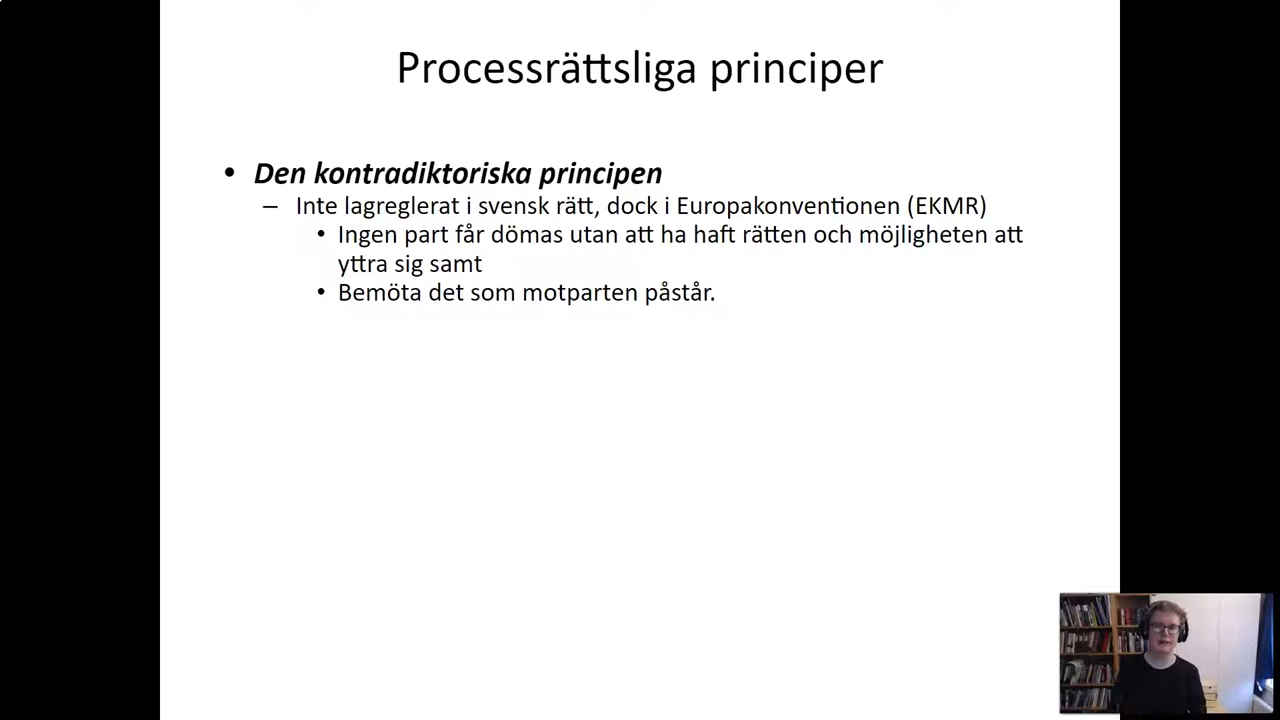 Processrättsliga principer
• Den kontradiktoriska principen
– Inte lagreglerat i svensk rätt, dock i Europakonventionen (EKMR)
• Ingen part får dömas utan att ha haft rätten och möjligheten att
yttra sig samt
• Bemöta det som motparten påstår.